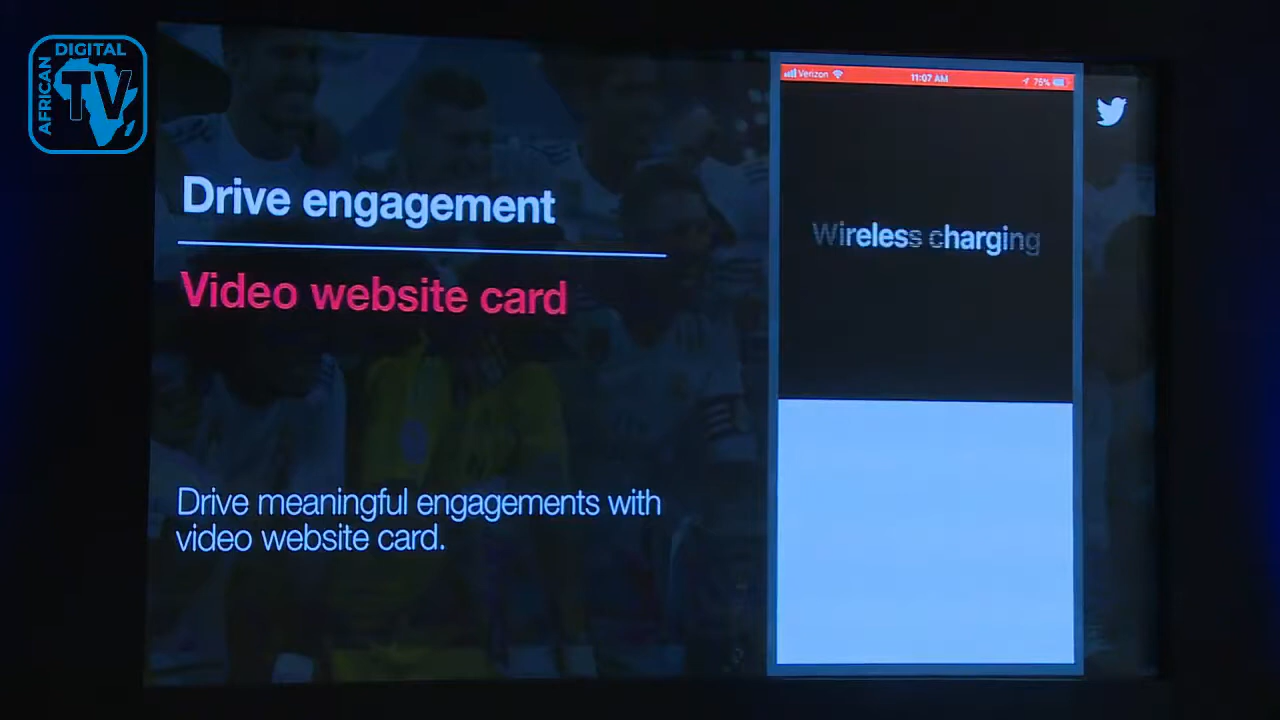 AFRICAN
DIGITAL
TV
Drive engagement
Video website card
Drive meaningful engagements with
video website card.
Verizon
11:07 AM
75%
Wireless charging